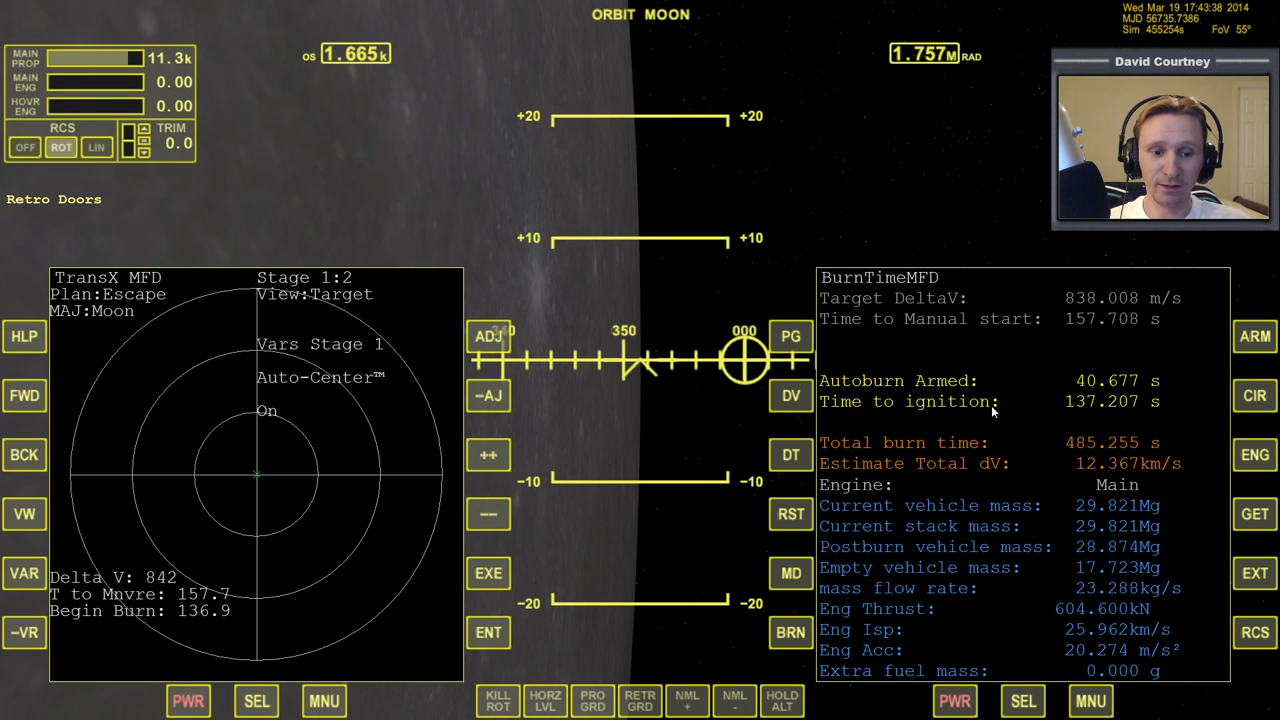 ORBIT MOON
Wed Mar 19 17:43:38 2014
MJD 56735.7386
Sim 455254s FoV 55°
MAIN PROP 11.3k
MAIN ENG 0.00
HOVR ENG 0.00
RCS TRIM
OFF ROT LIN 0.0
OS 1.665k
1.757M RAD
David Courtney
Retro Doors
+20 +20
+10 +10
340 350 000
-10 -10
-20 -20
TransX MFD Stage 1:2
Plan:Escape View:Target
MAJ:Moon
Vars Stage 1
Auto-Center™
On
Delta V: 842
T to Mnvre: 157.7
Begin Burn: 136.9
HLP
FWD
BCK
VW
VAR
-VR
ADJ
-AJ
++
--
EXE
ENT
PWR SEL MNU
BurnTimeMFD
Target DeltaV: 838.008 m/s
Time to Manual start: 157.708 s
Autoburn Armed: 40.677 s
Time to ignition: 137.207 s
Total burn time: 485.255 s
Estimate Total dV: 12.367km/s
Engine: Main
Current vehicle mass: 29.821Mg
Current stack mass: 29.821Mg
Postburn vehicle mass: 28.874Mg
Empty vehicle mass: 17.723Mg
mass flow rate: 23.288kg/s
Eng Thrust: 604.600kN
Eng Isp: 25.962km/s
Eng Acc: 20.274 m/s²
Extra fuel mass: 0.000 g
PG
DV
DT
RST
MD
BRN
ARM
CIR
ENG
GET
EXT
RCS
KILL ROT
HORZ LVL
PRO GRD
RETR GRD
NML +
NML -
HOLD ALT
PWR SEL MNU